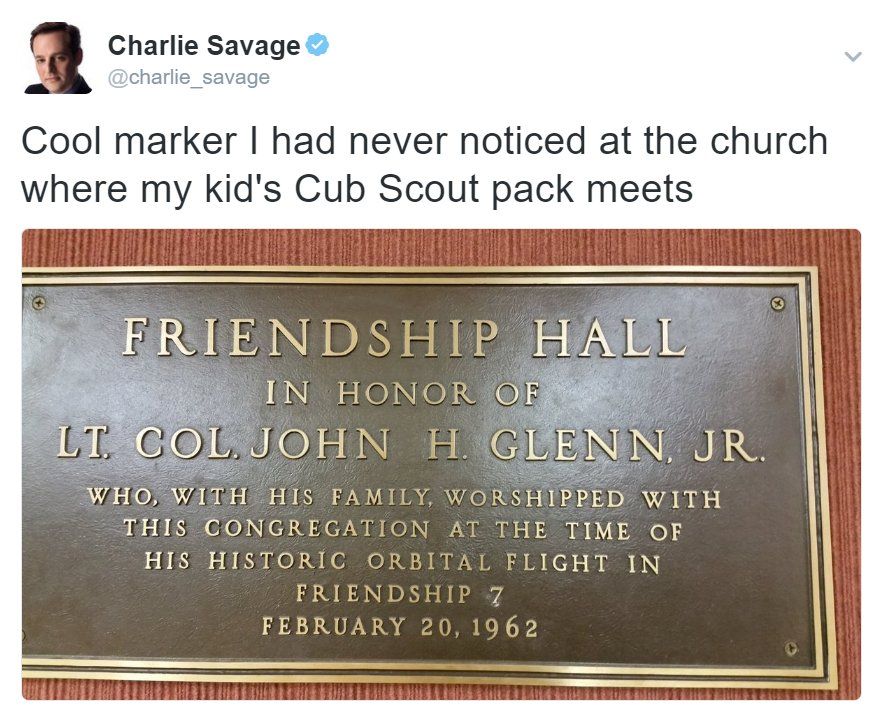 Charlie Savage
@charlie_savage
Cool marker I had never noticed at the church
where my kid's Cub Scout pack meets
FRIENDSHIP HALL
IN HONOR OF
LT. COL. JOHN H. GLENN, JR.
WHO, WITH HIS FAMILY, WORSHIPPED WITH
THIS CONGREGATION AT THE TIME OF
HIS HISTORIC ORBITAL FLIGHT IN
FRIENDSHIP 7
FEBRUARY 20, 1962